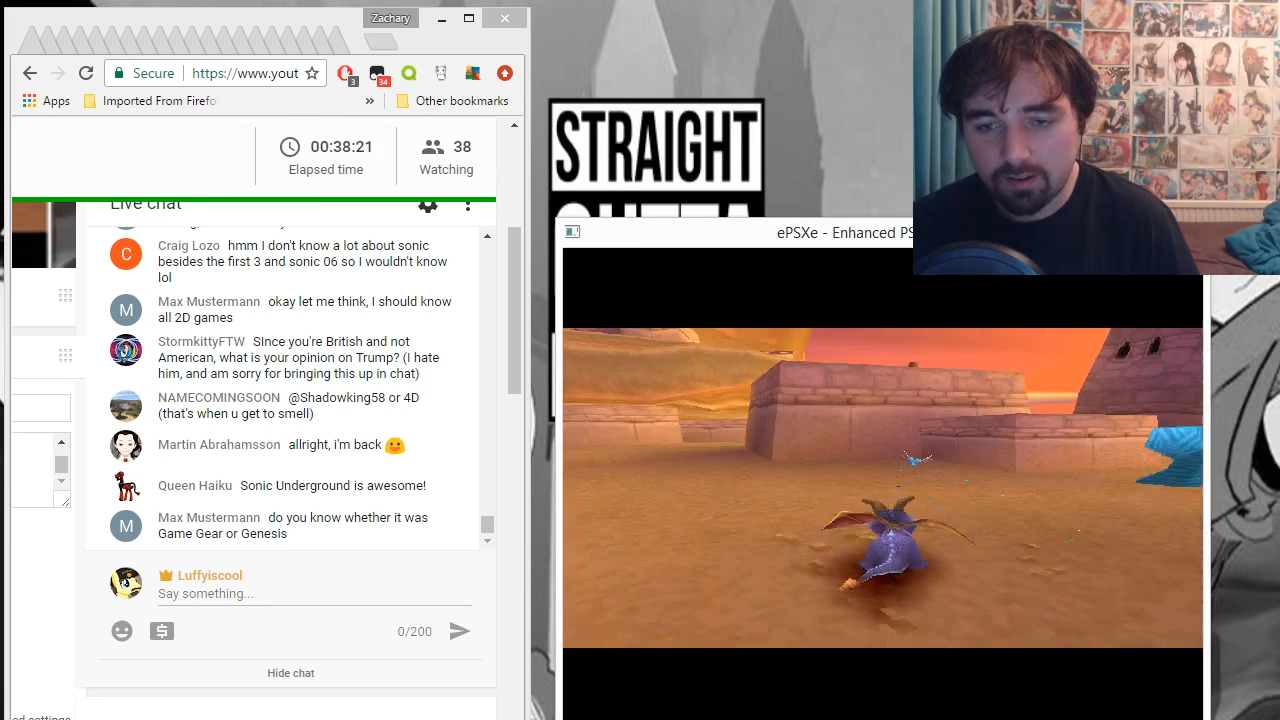 Zachary
Secure
https://www.yout
3
34
Apps
Imported From Firefo
»
Other bookmarks
00:38:21
Elapsed time
38
Watching
Live chat
C
Craig Lozo hmm I don't know a lot about sonic
besides the first 3 and sonic 06 so I wouldn't know
lol
M
Max Mustermann okay let me think, I should know
all 2D games
StormkittyFTW SInce you're British and not
American, what is your opinion on Trump? (I hate
him, and am sorry for bringing this up in chat)
NAMECOMINGSOON @Shadowking58 or 4D
(that's when u get to smell)
Martin Abrahamsson allright, i'm back
Queen Haiku Sonic Underground is awesome!
M
Max Mustermann do you know whether it was
Game Gear or Genesis
Luffyiscool
Say something...
0/200
Hide chat
ed settings
STRAIGHT
OUTTA
ePSXe - Enhanced PS